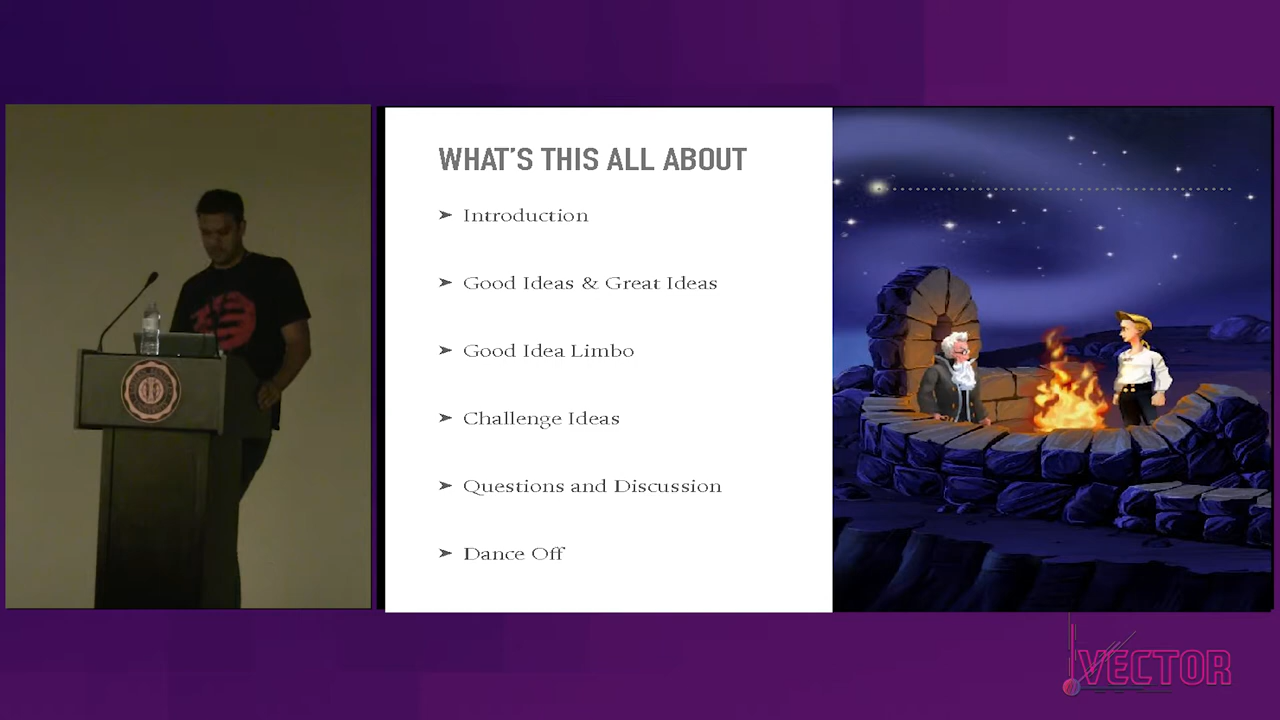 WHAT'S THIS ALL ABOUT
➤ Introduction
➤ Good Ideas & Great Ideas
➤ Good Idea Limbo
➤ Challenge Ideas
➤ Questions and Discussion
➤ Dance Off
VECTOR